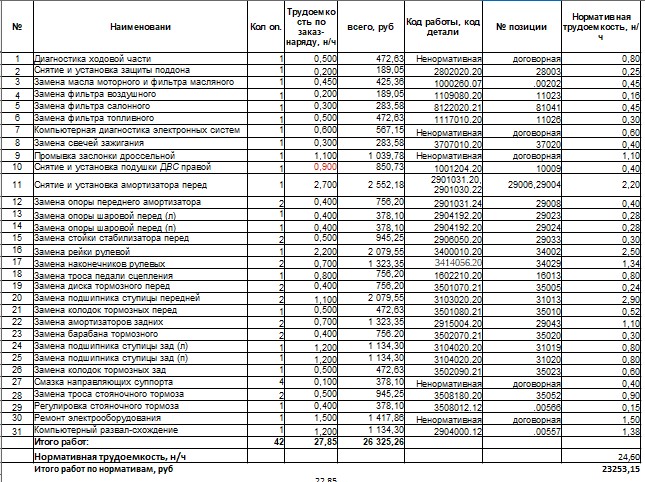 № Наименовани Кол оп. Трудоемкость по заказ-наряду, н/ч всего, руб Код работы, код детали № позиции Нормативная трудоемкость, н/ч
1 Диагностика ходовой части 1 0,500 472,63 Ненормативная договорная 0,80
2 Снятие и установка защиты поддона 1 0,200 189,05 2802020.20 28003 0,25
3 Замена масла моторного и фильтра масляного 1 0,450 425,36 1000260.07 .00202 0,45
4 Замена фильтра воздушного 1 0,200 189,05 1109080.20 11023 0,16
5 Замена фильтра салонного 1 0,300 283,58 8122020.21 81041 0,45
6 Замена фильтра топливного 1 0,500 472,63 1117010.20 11026 0,30
7 Компьютерная диагностика электронных систем 1 0,600 567,15 Ненормативная договорная 0,60
8 Замена свечей зажигания 1 0,300 283,58 3707010.20 37020 0,40
9 Промывка заслонки дроссельной 1 1,100 1 039,78 Ненормативная договорная 1,10
10 Снятие и установка подушки ДВС правой 1 0,900 850,73 1001204.20 10009 0,40
11 Снятие и установка амортизатора перед 1 2,700 2 552,18 2901031.20, 2901030.22 29006,29004 2,20
12 Замена опоры переднего амортизатора 2 0,400 756,20 2901031.24 29008 0,40
13 Замена опоры шаровой перед (л) 1 0,400 378,10 2904192.20 29023 0,28
14 Замена опоры шаровой перед (п) 1 0,400 378,10 2904192.20 29024 0,28
15 Замена стойки стабилизатора перед 2 0,500 945,25 2906050.20 29033 0,30
16 Замена рейки рулевой 1 2,200 2 079,55 3400010.20 34002 2,50
17 Замена наконечников рулевых 2 0,700 1 323,35 3414056.20 34029 1,34
18 Замена троса педали сцепления 1 0,800 756,20 1602210.20 16013 0,80
19 Замена диска тормозного перед 2 0,400 756,20 3501070.21 35005 0,24
20 Замена подшипника ступицы передней 2 1,100 2 079,55 3103020.20 31013 2,90
21 Замена колодок тормозных перед 1 0,500 472,63 3501080.21 35010 0,52
22 Замена амортизаторов задних 2 0,700 1 323,35 2915004.20 29043 1,10
23 Замена барабана тормозного 2 0,400 756,20 3502070.21 35020 0,30
24 Замена подшипника ступицы зад (л) 1 1,200 1 134,30 3104020.20 31019 0,80
25 Замена подшипника ступицы зад (п) 1 1,200 1 134,30 3104020.20 31020 0,80
26 Замена колодок тормозных зад 1 0,500 472,63 3502090.21 35023 0,60
27 Смазка направляющих суппорта 4 0,100 378,10 Ненормативная договорная 0,40
28 Замена троса стояночного тормоза 2 0,500 945,25 3508180.20 35052 0,90
29 Регулировка стояночного тормоза 1 0,400 378,10 3508012.12 .00566 0,15
30 Ремонт электрооборудования 1 1,500 1 417,86 Ненормативная договорная 1,50
31 Компьютерный развал-схождение 1 1,200 1 134,30 2904000.12 .00557 1,38
Итого работ: 42 27,85 26 325,26
Нормативная трудоемкость, н/ч 24,60
Итого работ по нормативам, руб 23253,15
22,85